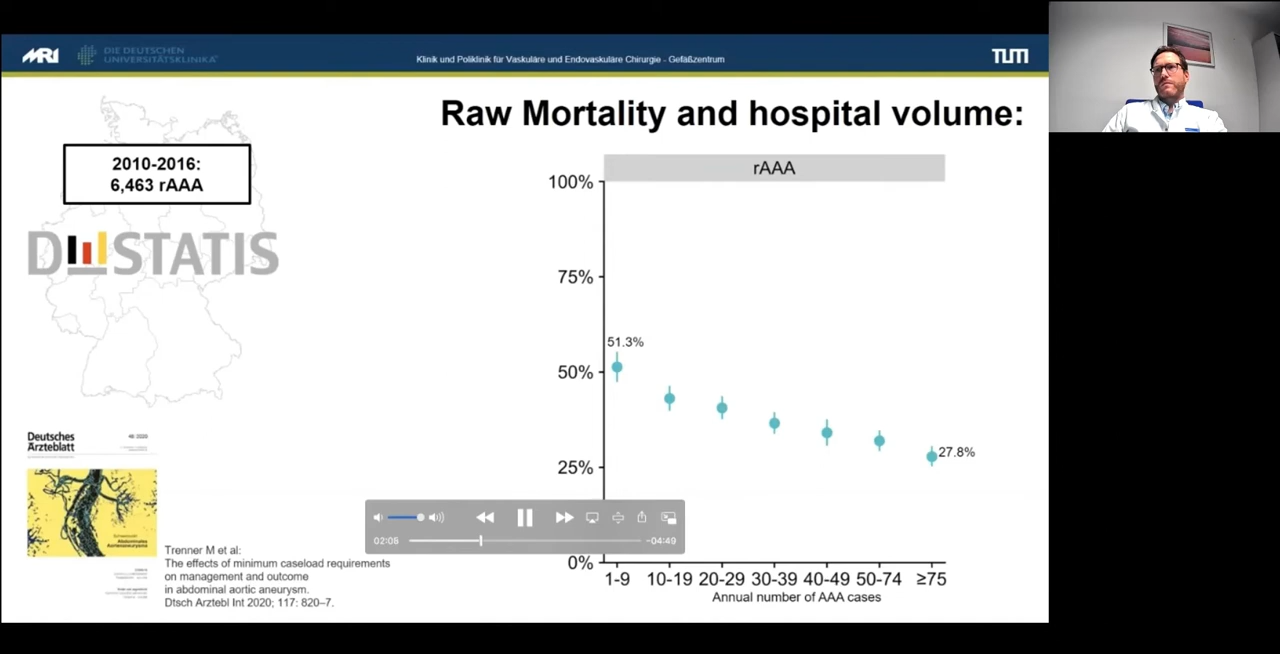 MRI
DIE DEUTSCHEN
UNIVERSITÄTSKLINIKA
Klinik und Poliklinik für Vaskuläre und Endovaskuläre Chirurgie - Gefäßzentrum
TUM
Raw Mortality and hospital volume:
2010-2016:
6,463 rAAA
DESTATIS
rAAA
100%
75%
50%
25%
0%
51.3%
27.8%
1-9 10-19 20-29 30-39 40-49 50-74 ≥75
Annual number of AAA cases
02:06
−04:49
Deutsches
Ärzteblatt
Abdominales
Aortenaneurysma
Trenner M et al:
The effects of minimum caseload requirements
on management and outcome
in abdominal aortic aneurysm.
Dtsch Arztebl Int 2020; 117: 820–7.